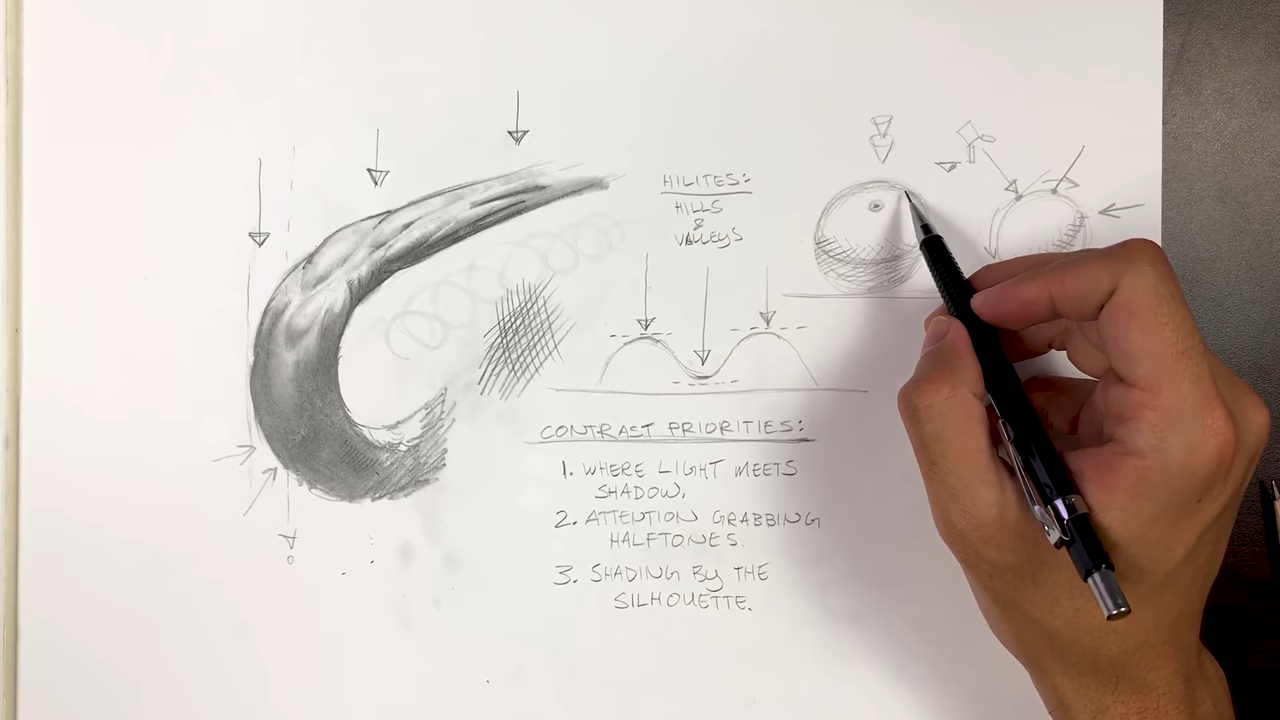 HILITES:
HILLS
&
VALLEYS
CONTRAST PRIORITIES:
1. WHERE LIGHT MEETS
SHADOW.
2. ATTENTION GRABBING
HALFTONES.
3. SHADING BY THE
SILHOUETTE.